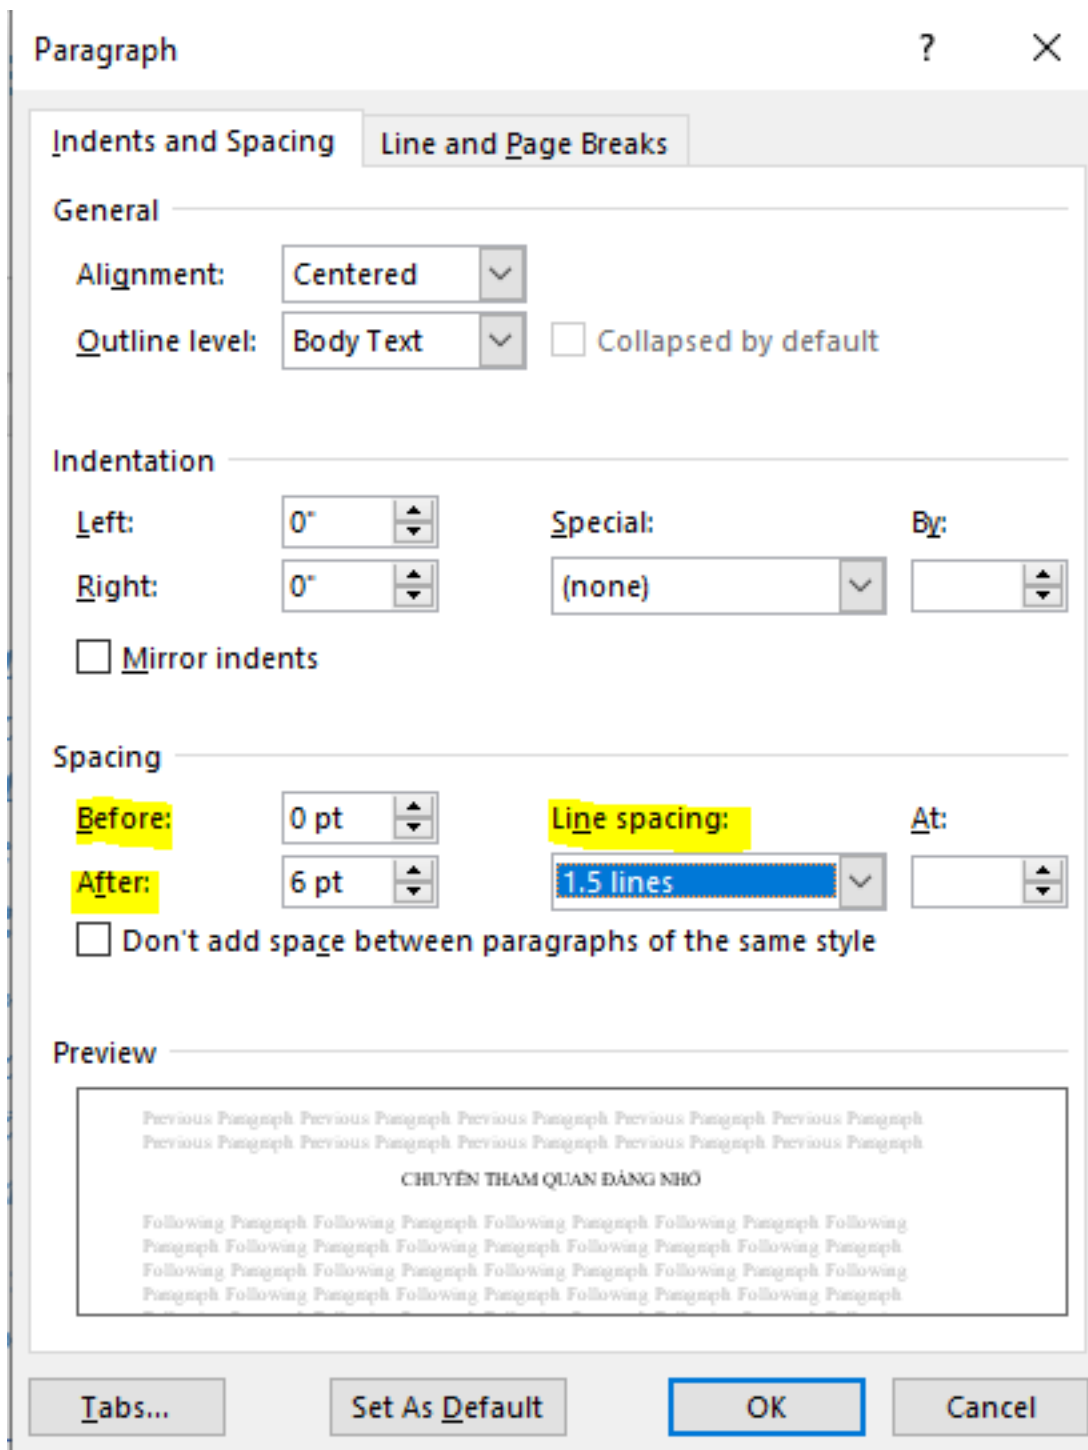 Paragraph ?
Indents and Spacing Line and Page Breaks
General
Alignment: Centered
Outline level: Body Text Collapsed by default
Indentation
Left: 0" Special: By:
Right: 0" (none)
Mirror indents
Spacing
Before: 0 pt Line spacing: At:
After: 6 pt 1.5 lines
Don't add space between paragraphs of the same style
Preview
Previous Paragraph Previous Paragraph Previous Paragraph Previous Paragraph Previous Paragraph
Previous Paragraph Previous Paragraph Previous Paragraph Previous Paragraph Previous Paragraph
CHUYẾN THAM QUAN ĐÁNG NHỚ
Following Paragraph Following Paragraph Following Paragraph Following Paragraph Following
Paragraph Following Paragraph Following Paragraph Following Paragraph Following Paragraph
Following Paragraph Following Paragraph Following Paragraph Following Paragraph Following
Paragraph Following Paragraph Following Paragraph Following Paragraph Following Paragraph
Tabs... Set As Default OK Cancel